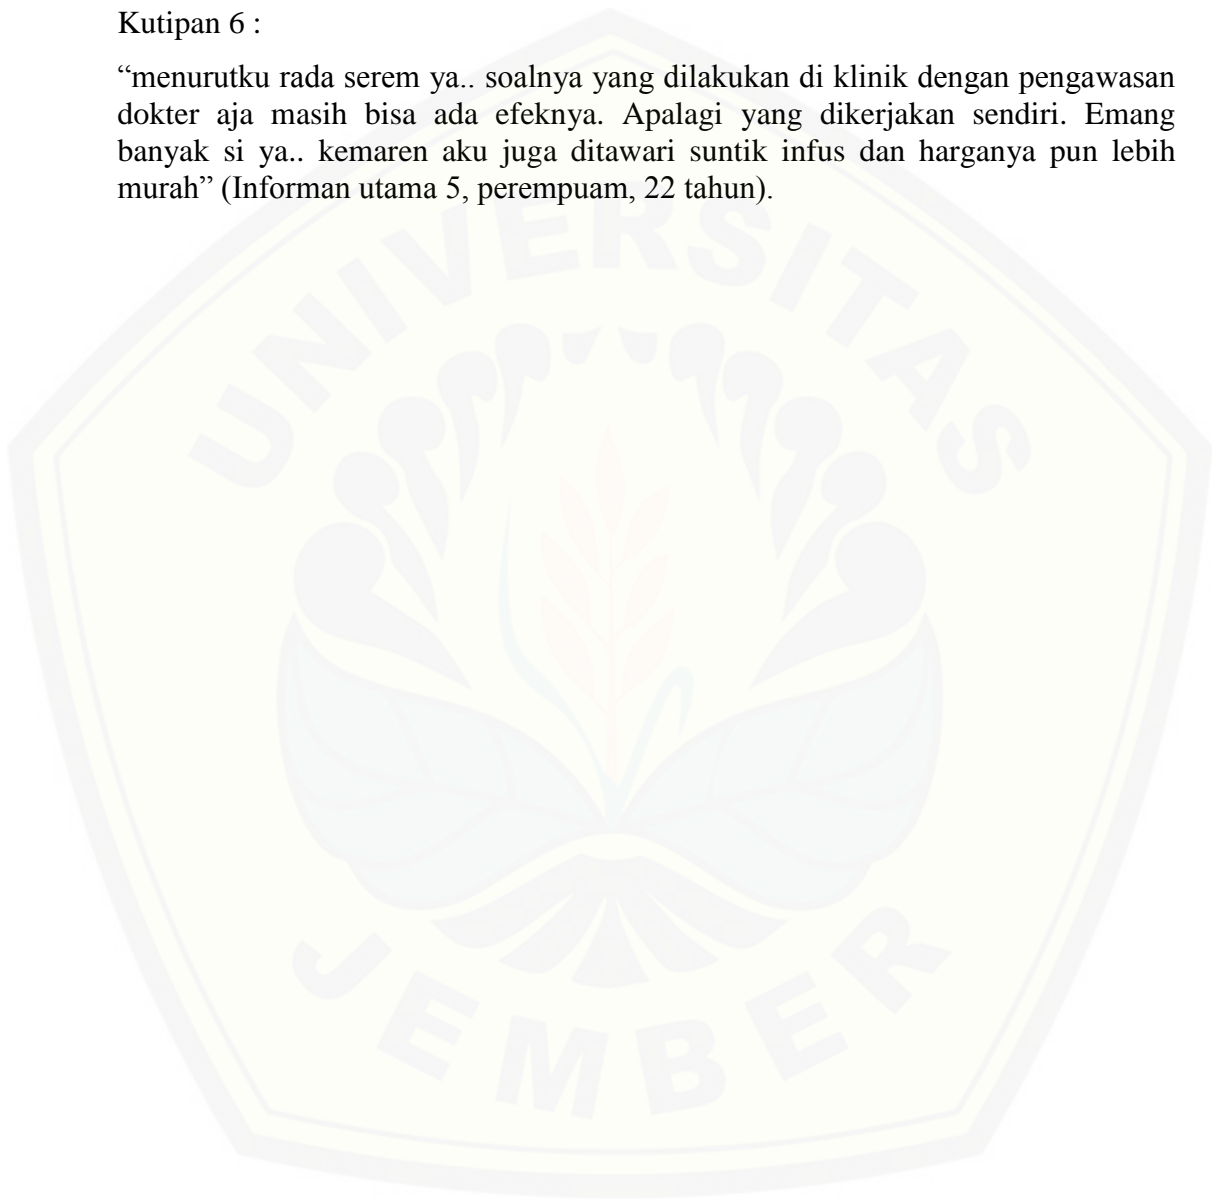 Kutipan 6 :
“menurutku rada serem ya.. soalnya yang dilakukan di klinik dengan pengawasan
dokter aja masih bisa ada efeknya. Apalagi yang dikerjakan sendiri. Emang
banyak si ya.. kemaren aku juga ditawari suntik infus dan harganya pun lebih
murah” (Informan utama 5, perempuam, 22 tahun).
UNIVERSITAS
JEMBER